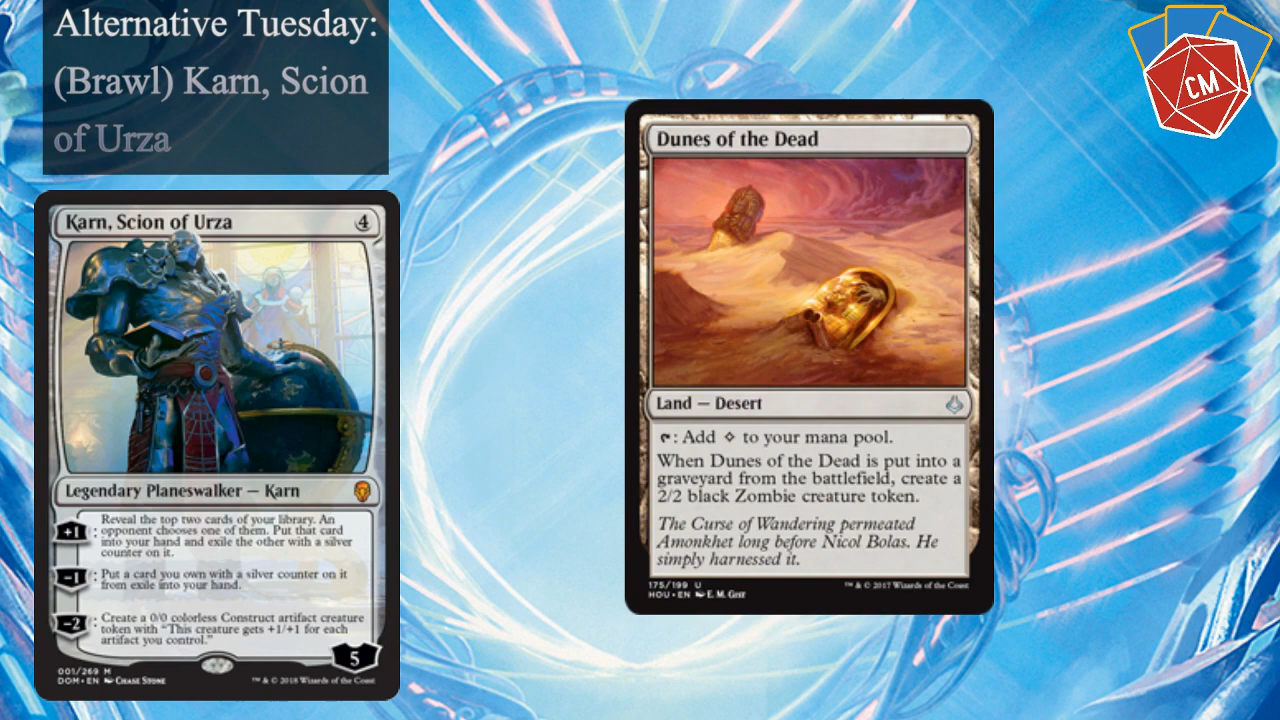 Alternative Tuesday:
(Brawl) Karn, Scion
of Urza
CM
Karn, Scion of Urza
4
Legendary Planeswalker — Karn
+1
: Reveal the top two cards of your library. An
opponent chooses one of them. Put that card
into your hand and exile the other with a silver
counter on it.
−1
: Put a card you own with a silver counter on it
from exile into your hand.
−2
: Create a 0/0 colorless Construct artifact creature
token with “This creature gets +1/+1 for each
artifact you control.”
5
001/269 M
DOM • EN Chase Stone
™ & © 2018 Wizards of the Coast
Dunes of the Dead
Land — Desert
: Add to your mana pool.
When Dunes of the Dead is put into a
graveyard from the battlefield, create a
2/2 black Zombie creature token.
The Curse of Wandering permeated
Amonkhet long before Nicol Bolas. He
simply harnessed it.
175/199 U
HOU • EN E. M. Gist
™ & © 2017 Wizards of the Coast